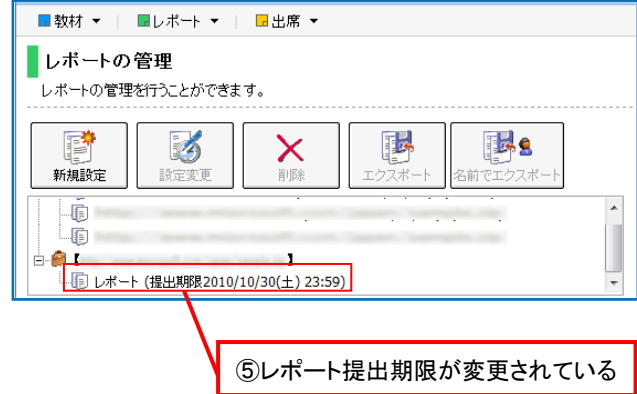 教材 ▼ | レポート ▼ | 出席 ▼
レポートの管理
レポートの管理を行うことができます。
新規設定 設定変更 削除 エクスポート 名前でエクスポート
【 】
レポート (提出期限2010/10/30(土) 23:59)
⑤レポート提出期限が変更されている